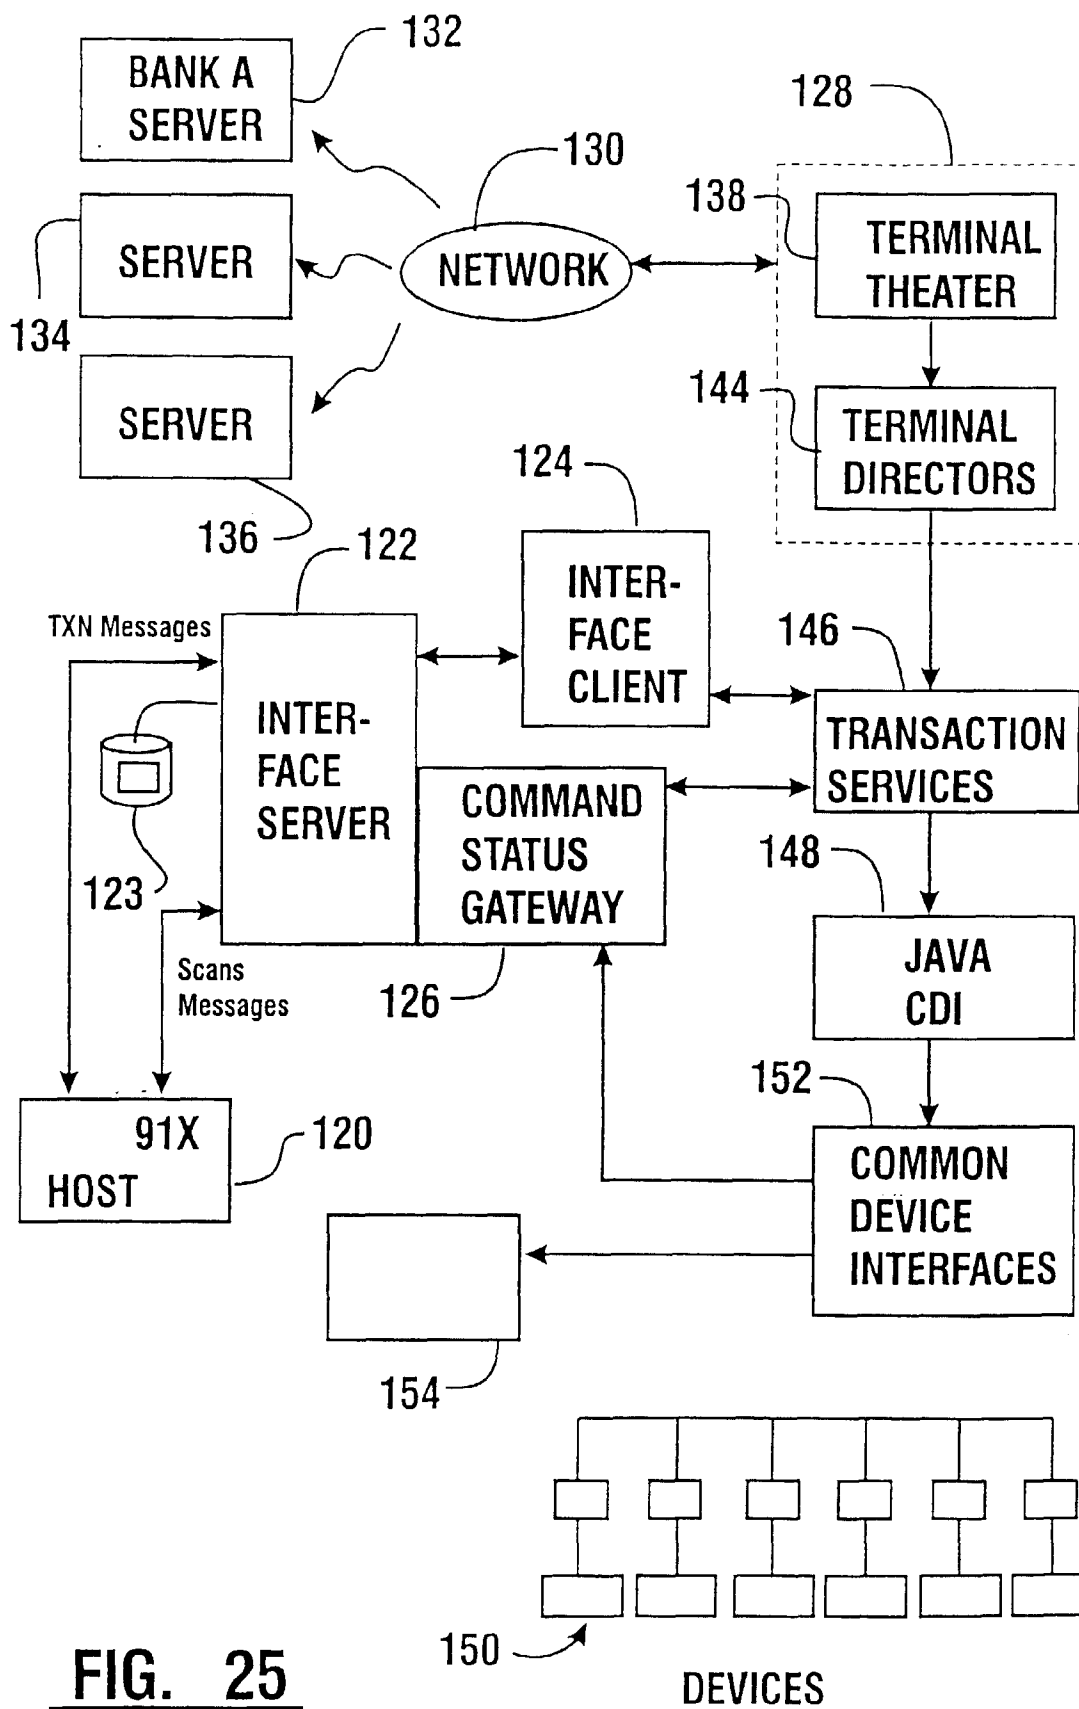 132
BANK A
SERVER
128
130
138
TERMINAL
THEATER
SERVER
NETWORK
134
144
SERVER
TERMINAL
DIRECTORS
124
136
122
INTER-
FACE
CLIENT
TXN Messages
146
INTER-
FACE
SERVER
TRANSACTION
SERVICES
COMMAND
STATUS
GATEWAY
148
123
JAVA
CDI
Scans
Messages
126
152
91X
HOST
120
COMMON
DEVICE
INTERFACES
154
150
FIG. 25
DEVICES